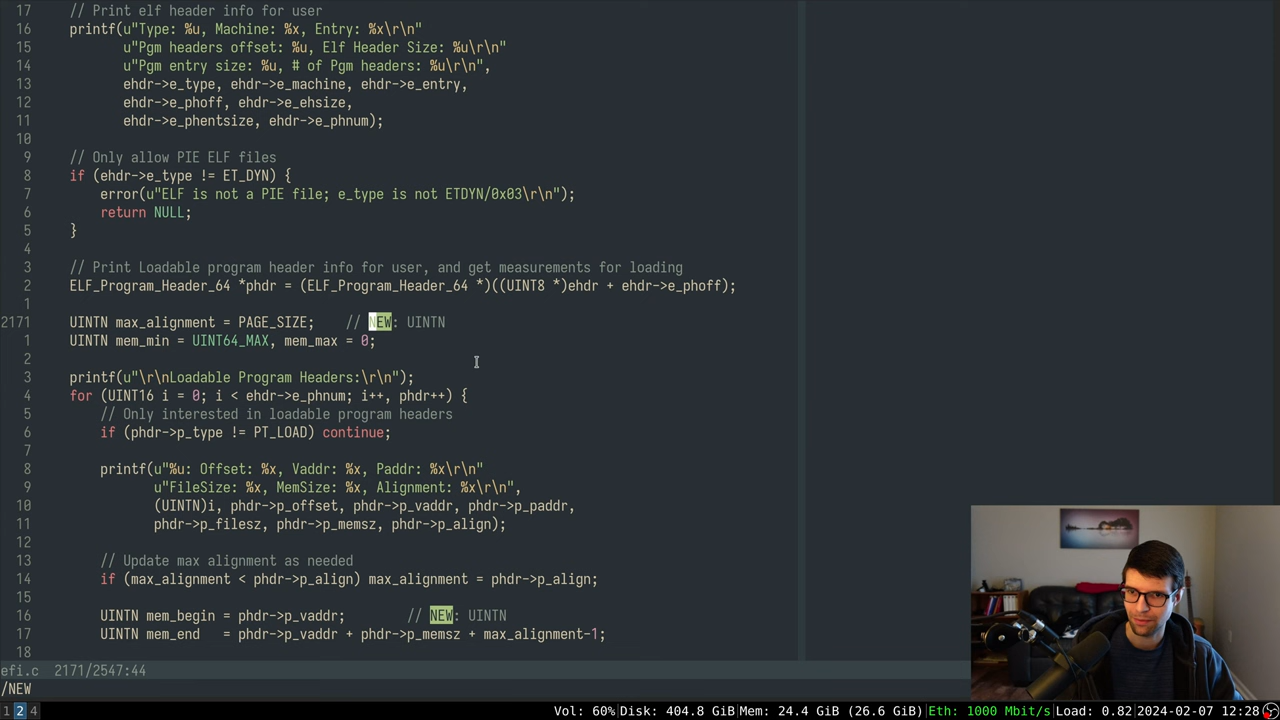 17    // Print elf header info for user
16    printf(u"Type: %u, Machine: %x, Entry: %x\r\n"
15           u"Pgm headers offset: %u, Elf Header Size: %u\r\n"
14           u"Pgm entry size: %u, # of Pgm headers: %u\r\n",
13           ehdr->e_type, ehdr->e_machine, ehdr->e_entry,
12           ehdr->e_phoff, ehdr->e_ehsize,
11           ehdr->e_phentsize, ehdr->e_phnum);
10
9    // Only allow PIE ELF files
8    if (ehdr->e_type != ET_DYN) {
7        error(u"ELF is not a PIE file; e_type is not ETDYN/0x03\r\n");
6        return NULL;
5    }
4
3    // Print Loadable program header info for user, and get measurements for loading
2    ELF_Program_Header_64 *phdr = (ELF_Program_Header_64 *)((UINT8 *)ehdr + ehdr->e_phoff);
1
2171    UINTN max_alignment = PAGE_SIZE;    // NEW: UINTN
1    UINTN mem_min = UINT64_MAX, mem_max = 0;
2
3    printf(u"\r\nLoadable Program Headers:\r\n");
4    for (UINT16 i = 0; i < ehdr->e_phnum; i++, phdr++) {
5        // Only interested in loadable program headers
6        if (phdr->p_type != PT_LOAD) continue;
7
8        printf(u"%u: Offset: %x, Vaddr: %x, Paddr: %x\r\n"
9               u"FileSize: %x, MemSize: %x, Alignment: %x\r\n",
10               (UINTN)i, phdr->p_offset, phdr->p_vaddr, phdr->p_paddr,
11               phdr->p_filesz, phdr->p_memsz, phdr->p_align);
12
13        // Update max alignment as needed
14        if (max_alignment < phdr->p_align) max_alignment = phdr->p_align;
15
16        UINTN mem_begin = phdr->p_vaddr;        // NEW: UINTN
17        UINTN mem_end   = phdr->p_vaddr + phdr->p_memsz + max_alignment-1;
18
efi.c  2171/2547:44
/NEW
1 2 4 Vol: 60%|Disk: 404.8 GiB|Mem: 24.4 GiB (26.6 GiB)|Eth: 1000 Mbit/s|Load: 0.82|2024-02-07 12:28